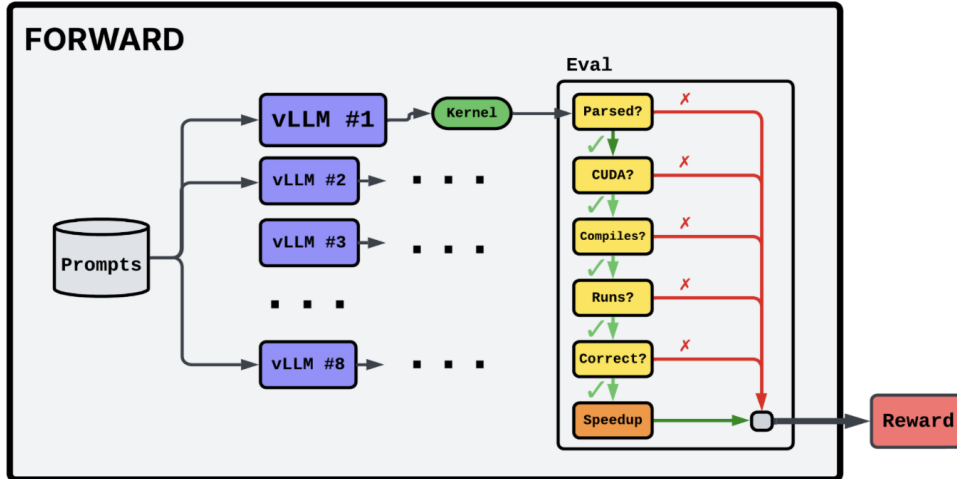 FORWARD
Eval
vLLM #1
Kernel
Parsed?
✗
✓
vLLM #2
CUDA?
✗
✓
vLLM #3
Compiles?
✗
✓
Prompts
Runs?
✗
✓
vLLM #8
Correct?
✗
✓
Speedup
Reward